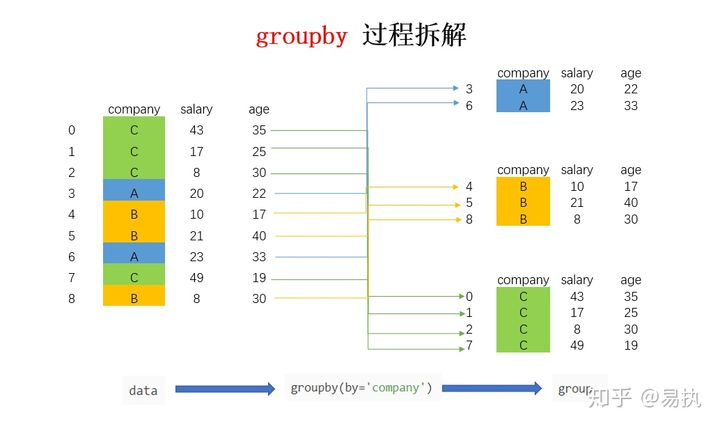 groupby 过程拆解
company salary age
0 C 43 35
1 C 17 25
2 C 8 30
3 A 20 22
4 B 10 17
5 B 21 40
6 A 23 33
7 C 49 19
8 B 8 30
company salary age
3 A 20 22
6 A 23 33
company salary age
4 B 10 17
5 B 21 40
8 B 8 30
company salary age
0 C 43 35
1 C 17 25
2 C 8 30
7 C 49 19
data groupby(by='company') group
知乎 @易执